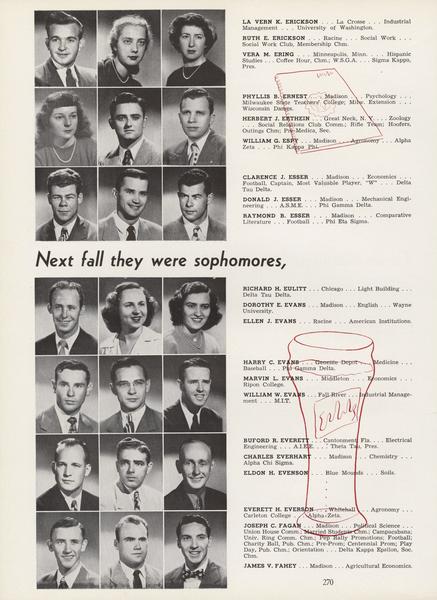 LA VERN K. ERICKSON . . . La Crosse . . . Industrial
Management . . . University of Washington.
RUTH E. ERICKSON . . . Racine . . . Social Work . . .
Social Work Club, Membership Chm.
VERA M. ERING . . . Minneapolis, Minn. . . . Hispanic
Studies . . . Coffee Hour, Chm.; W.S.G.A. . . . Sigma Kappa,
Pres.
PHYLLIS B. ERNEST . . . Madison . . . Psychology . . .
Milwaukee State Teachers' College; Milw. Extension . . .
Wisconsin Dames.
HERBERT J. ERTHEIN . . . Great Neck, N. Y. . . . Zoology
. . . Social Relations Club Comm.; Rifle Team; Hoofers,
Outings Chm; Pre-Medica, Sec.
WILLIAM G. ESPY . . . Madison . . . Agronomy . . . Alpha
Zeta . . . Phi Kappa Phi.
CLARENCE J. ESSER . . . Madison . . . Economics . . .
Football, Captain, Most Valuable Player, "W" . . . Delta
Tau Delta.
DONALD J. ESSER . . . Madison . . . Mechanical Engi-
neering . . . A.S.M.E. . . . Phi Gamma Delta.
RAYMOND B. ESSER . . . Madison . . . Comparative
Literature . . . Football . . . Phi Eta Sigma.
Next fall they were sophomores,
RICHARD H. EULITT . . . Chicago . . . Light Building . . .
Delta Tau Delta.
DOROTHY E. EVANS . . . Madison . . . English . . . Wayne
University.
ELLEN J. EVANS . . . Racine . . . American Institutions.
HARRY C. EVANS . . . Genesee Depot . . . Medicine . . .
Baseball . . . Phi Gamma Delta.
MARVIN L. EVANS . . . Middleton . . . Economics . . .
Ripon College.
WILLIAM W. EVANS . . . Fall River . . . Industrial Manage-
ment . . . M.I.T.
BUFORD R. EVERETT . . . Cantonment, Fla. . . . Electrical
Engineering . . . A.I.E.E. . . . Theta Tau, Pres.
CHARLES EVERHART . . . Madison . . . Chemistry . . .
Alpha Chi Sigma.
ELDON H. EVENSON . . . Blue Mounds . . . Soils.
EVERETT H. EVERSON . . . Whitehall . . . Agronomy . . .
Carleton College . . . Alpha Zeta.
JOSEPH C. FAGAN . . . Madison . . . Political Science . . .
Union House Comm.; Married Students Chm.; Campacabana;
Univ. Ring Comm. Chm.; Pep Rally Promotions; Football;
Charity Ball, Pub. Chm.; Pre-Prom; Centennial Prom; Play
Day, Pub. Chm.; Orientation . . . Delta Kappa Epsilon, Soc.
Chm.
JAMES V. FAHEY . . . Madison . . . Agricultural Economics.
270